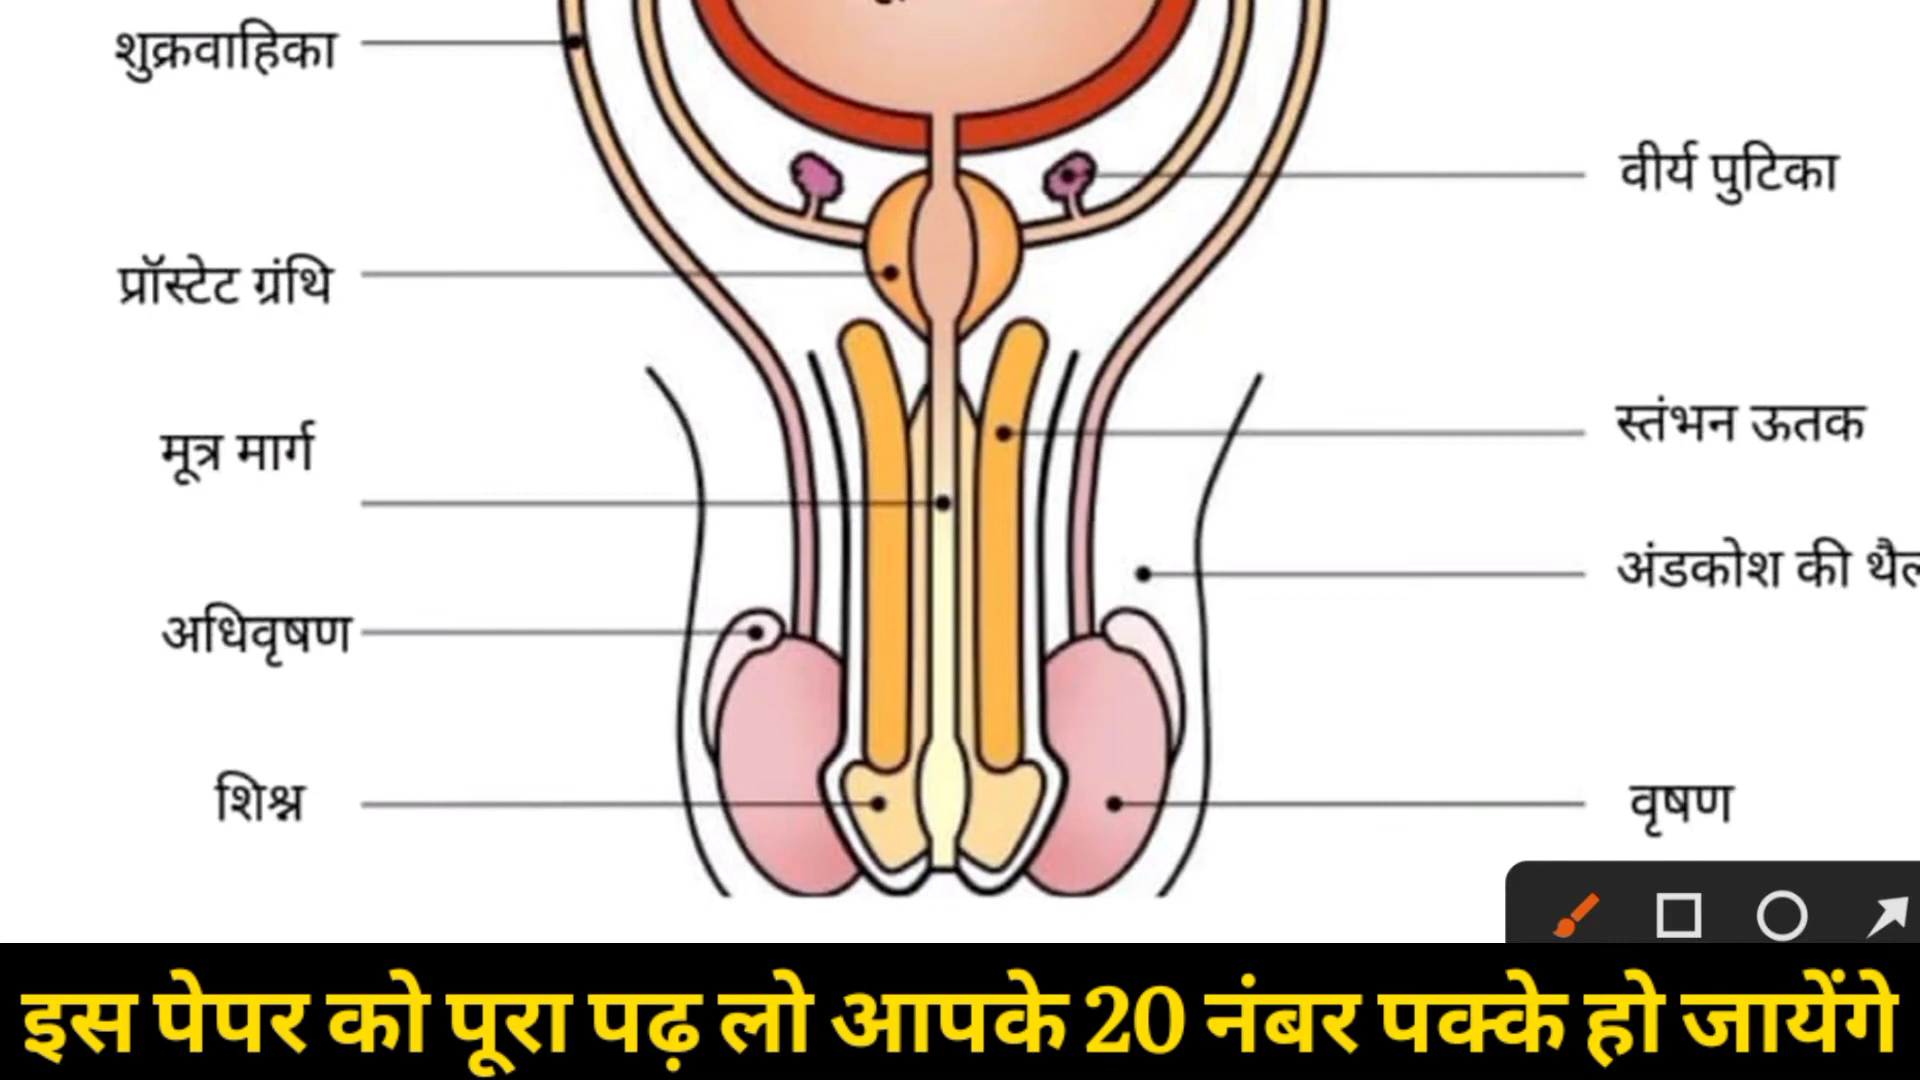 शुक्रवाहिका
वीर्य पुटिका
प्रॉस्टेट ग्रंथि
स्तंभन ऊतक
मूत्र मार्ग
अंडकोश की
अधिवृषण
शिश्न
वृषण
इस पेपर को पूरा पढ़ लो आपके 20 नंबर पक्के हो जायेंगे